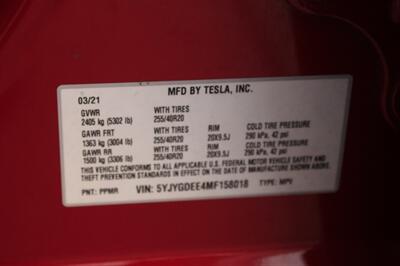 MFD BY TESLA, INC.
03/21
GVWR WITH TIRES
2405 kg (5302 lb) 255/40R20
GAWR FRT WITH TIRES RIM COLD TIRE PRESSURE
1363 kg (3004 lb) 255/40R20 20X9.5J 290 kPa, 42 psi
GAWR RR WITH TIRES RIM COLD TIRE PRESSURE
1500 kg (3306 lb) 255/40R20 20X9.5J 290 kPa, 42 psi
THIS VEHICLE CONFORMS TO ALL APPLICABLE U.S. FEDERAL MOTOR VEHICLE SAFETY AND
THEFT PREVENTION STANDARDS IN EFFECT ON THE DATE OF MANUFACTURE SHOWN ABOVE.
PNT: PPMR VIN: 5YJYGDEE4MF158018 TYPE: MPV